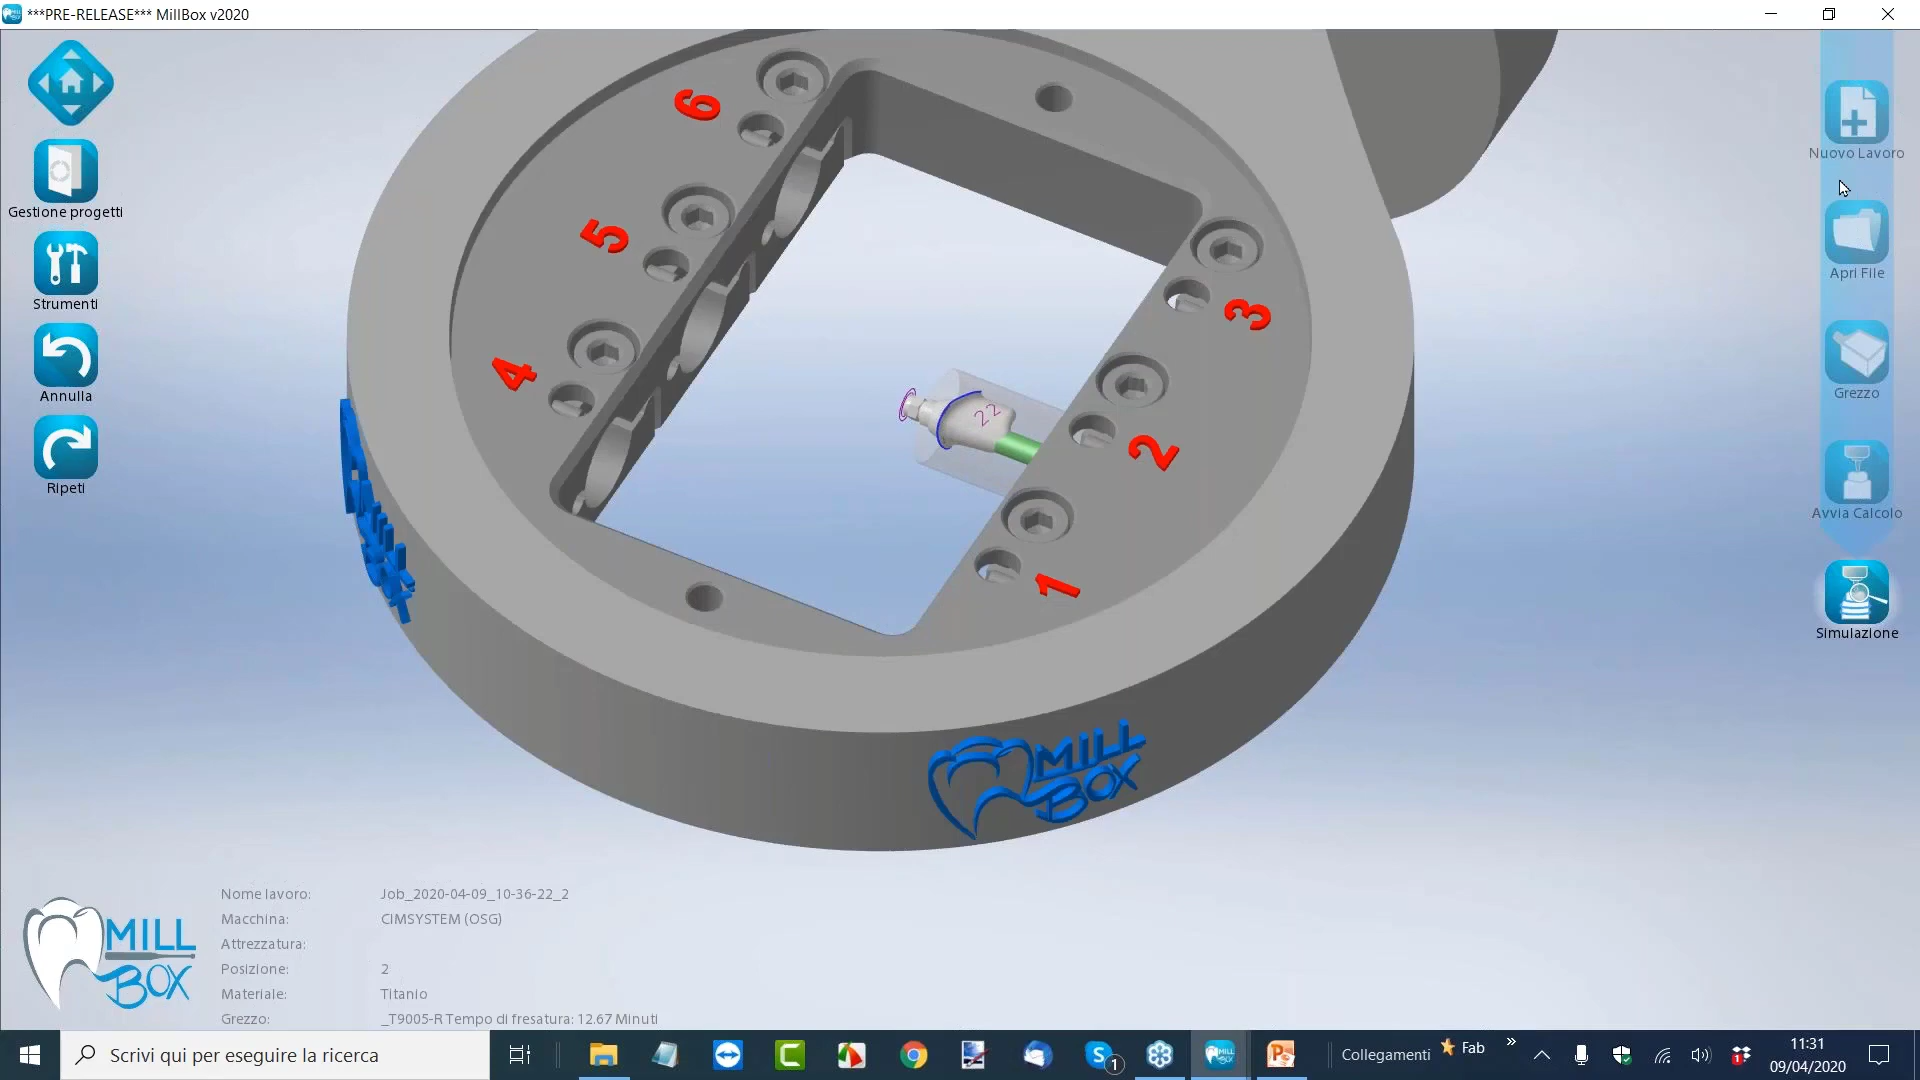 ***PRE-RELEASE*** MillBox v2020
Gestione progetti
Strumenti
Annulla
Ripeti
Nuovo Lavoro
Apri File
Grezzo
Avvia Calcolo
Simulazione
6
5
4
3
2
1
22
MILL
BOX
MILL
BOX
Nome lavoro: Job_2020-04-09_10-36-22_2
Macchina: CIMSYSTEM (OSG)
Attrezzatura:
Posizione: 2
Materiale: Titanio
Grezzo: _T9005-R Tempo di fresatura: 12.67 Minuti
Scrivi qui per eseguire la ricerca
1
Collegamenti
Fab
11:31
09/04/2020